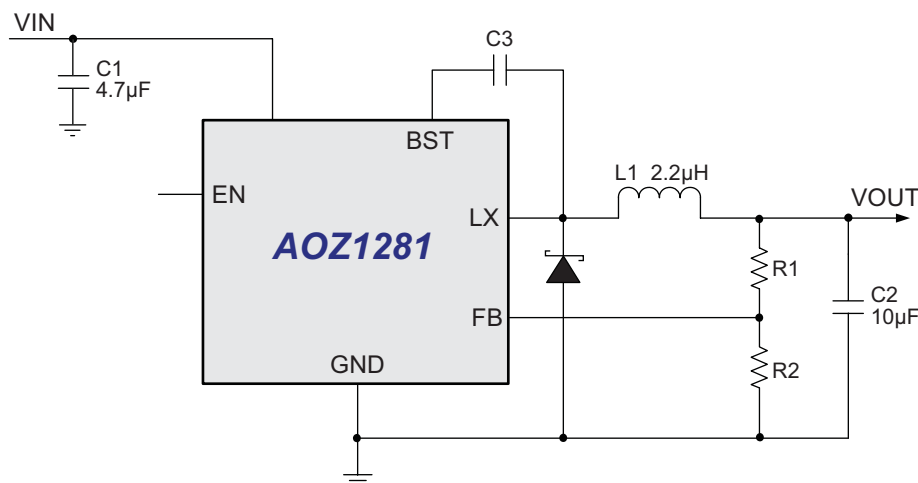 VIN
C1
4.7µF
C3
BST
EN
L1 2.2µH
VOUT
LX
AOZ1281
R1
C2
10µF
FB
R2
GND